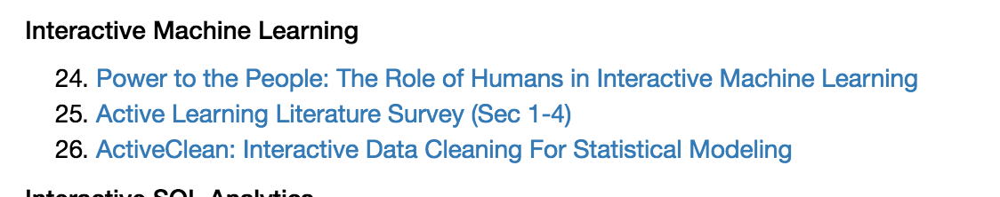 Interactive Machine Learning
24. Power to the People: The Role of Humans in Interactive Machine Learning
25. Active Learning Literature Survey (Sec 1-4)
26. ActiveClean: Interactive Data Cleaning For Statistical Modeling
Interactive SQL Analytics